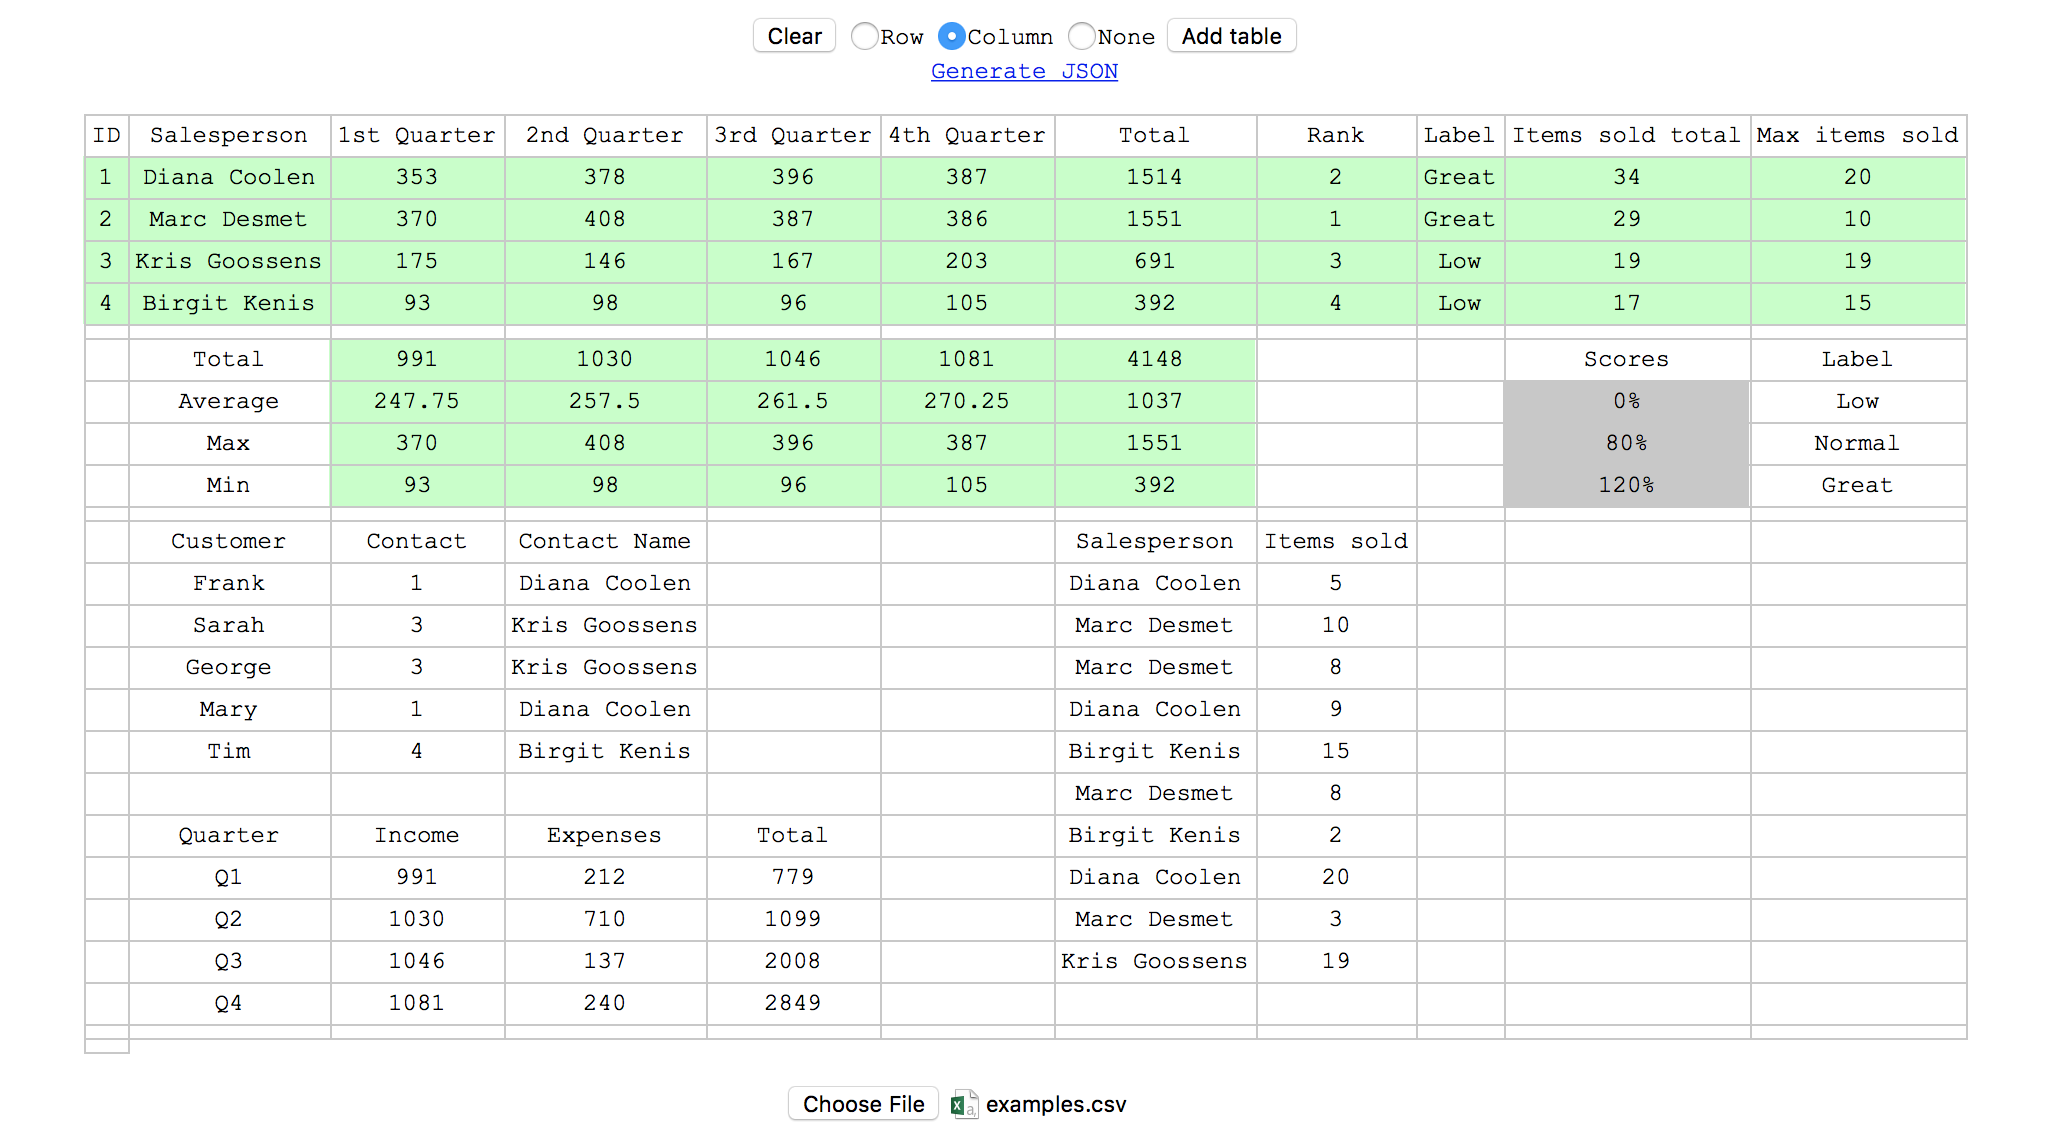 Clear Row Column None Add table
Generate JSON
ID Salesperson 1st Quarter 2nd Quarter 3rd Quarter 4th Quarter Total Rank Label Items sold total Max items sold
1 Diana Coolen 353 378 396 387 1514 2 Great 34 20
2 Marc Desmet 370 408 387 386 1551 1 Great 29 10
3 Kris Goossens 175 146 167 203 691 3 Low 19 19
4 Birgit Kenis 93 98 96 105 392 4 Low 17 15
Total 991 1030 1046 1081 4148 Scores Label
Average 247.75 257.5 261.5 270.25 1037 0% Low
Max 370 408 396 387 1551 80% Normal
Min 93 98 96 105 392 120% Great
Customer Contact Contact Name Salesperson Items sold
Frank 1 Diana Coolen Diana Coolen 5
Sarah 3 Kris Goossens Marc Desmet 10
George 3 Kris Goossens Marc Desmet 8
Mary 1 Diana Coolen Diana Coolen 9
Tim 4 Birgit Kenis Birgit Kenis 15
Marc Desmet 8
Quarter Income Expenses Total Birgit Kenis 2
Q1 991 212 779 Diana Coolen 20
Q2 1030 710 1099 Marc Desmet 3
Q3 1046 137 2008 Kris Goossens 19
Q4 1081 240 2849
Choose File examples.csv